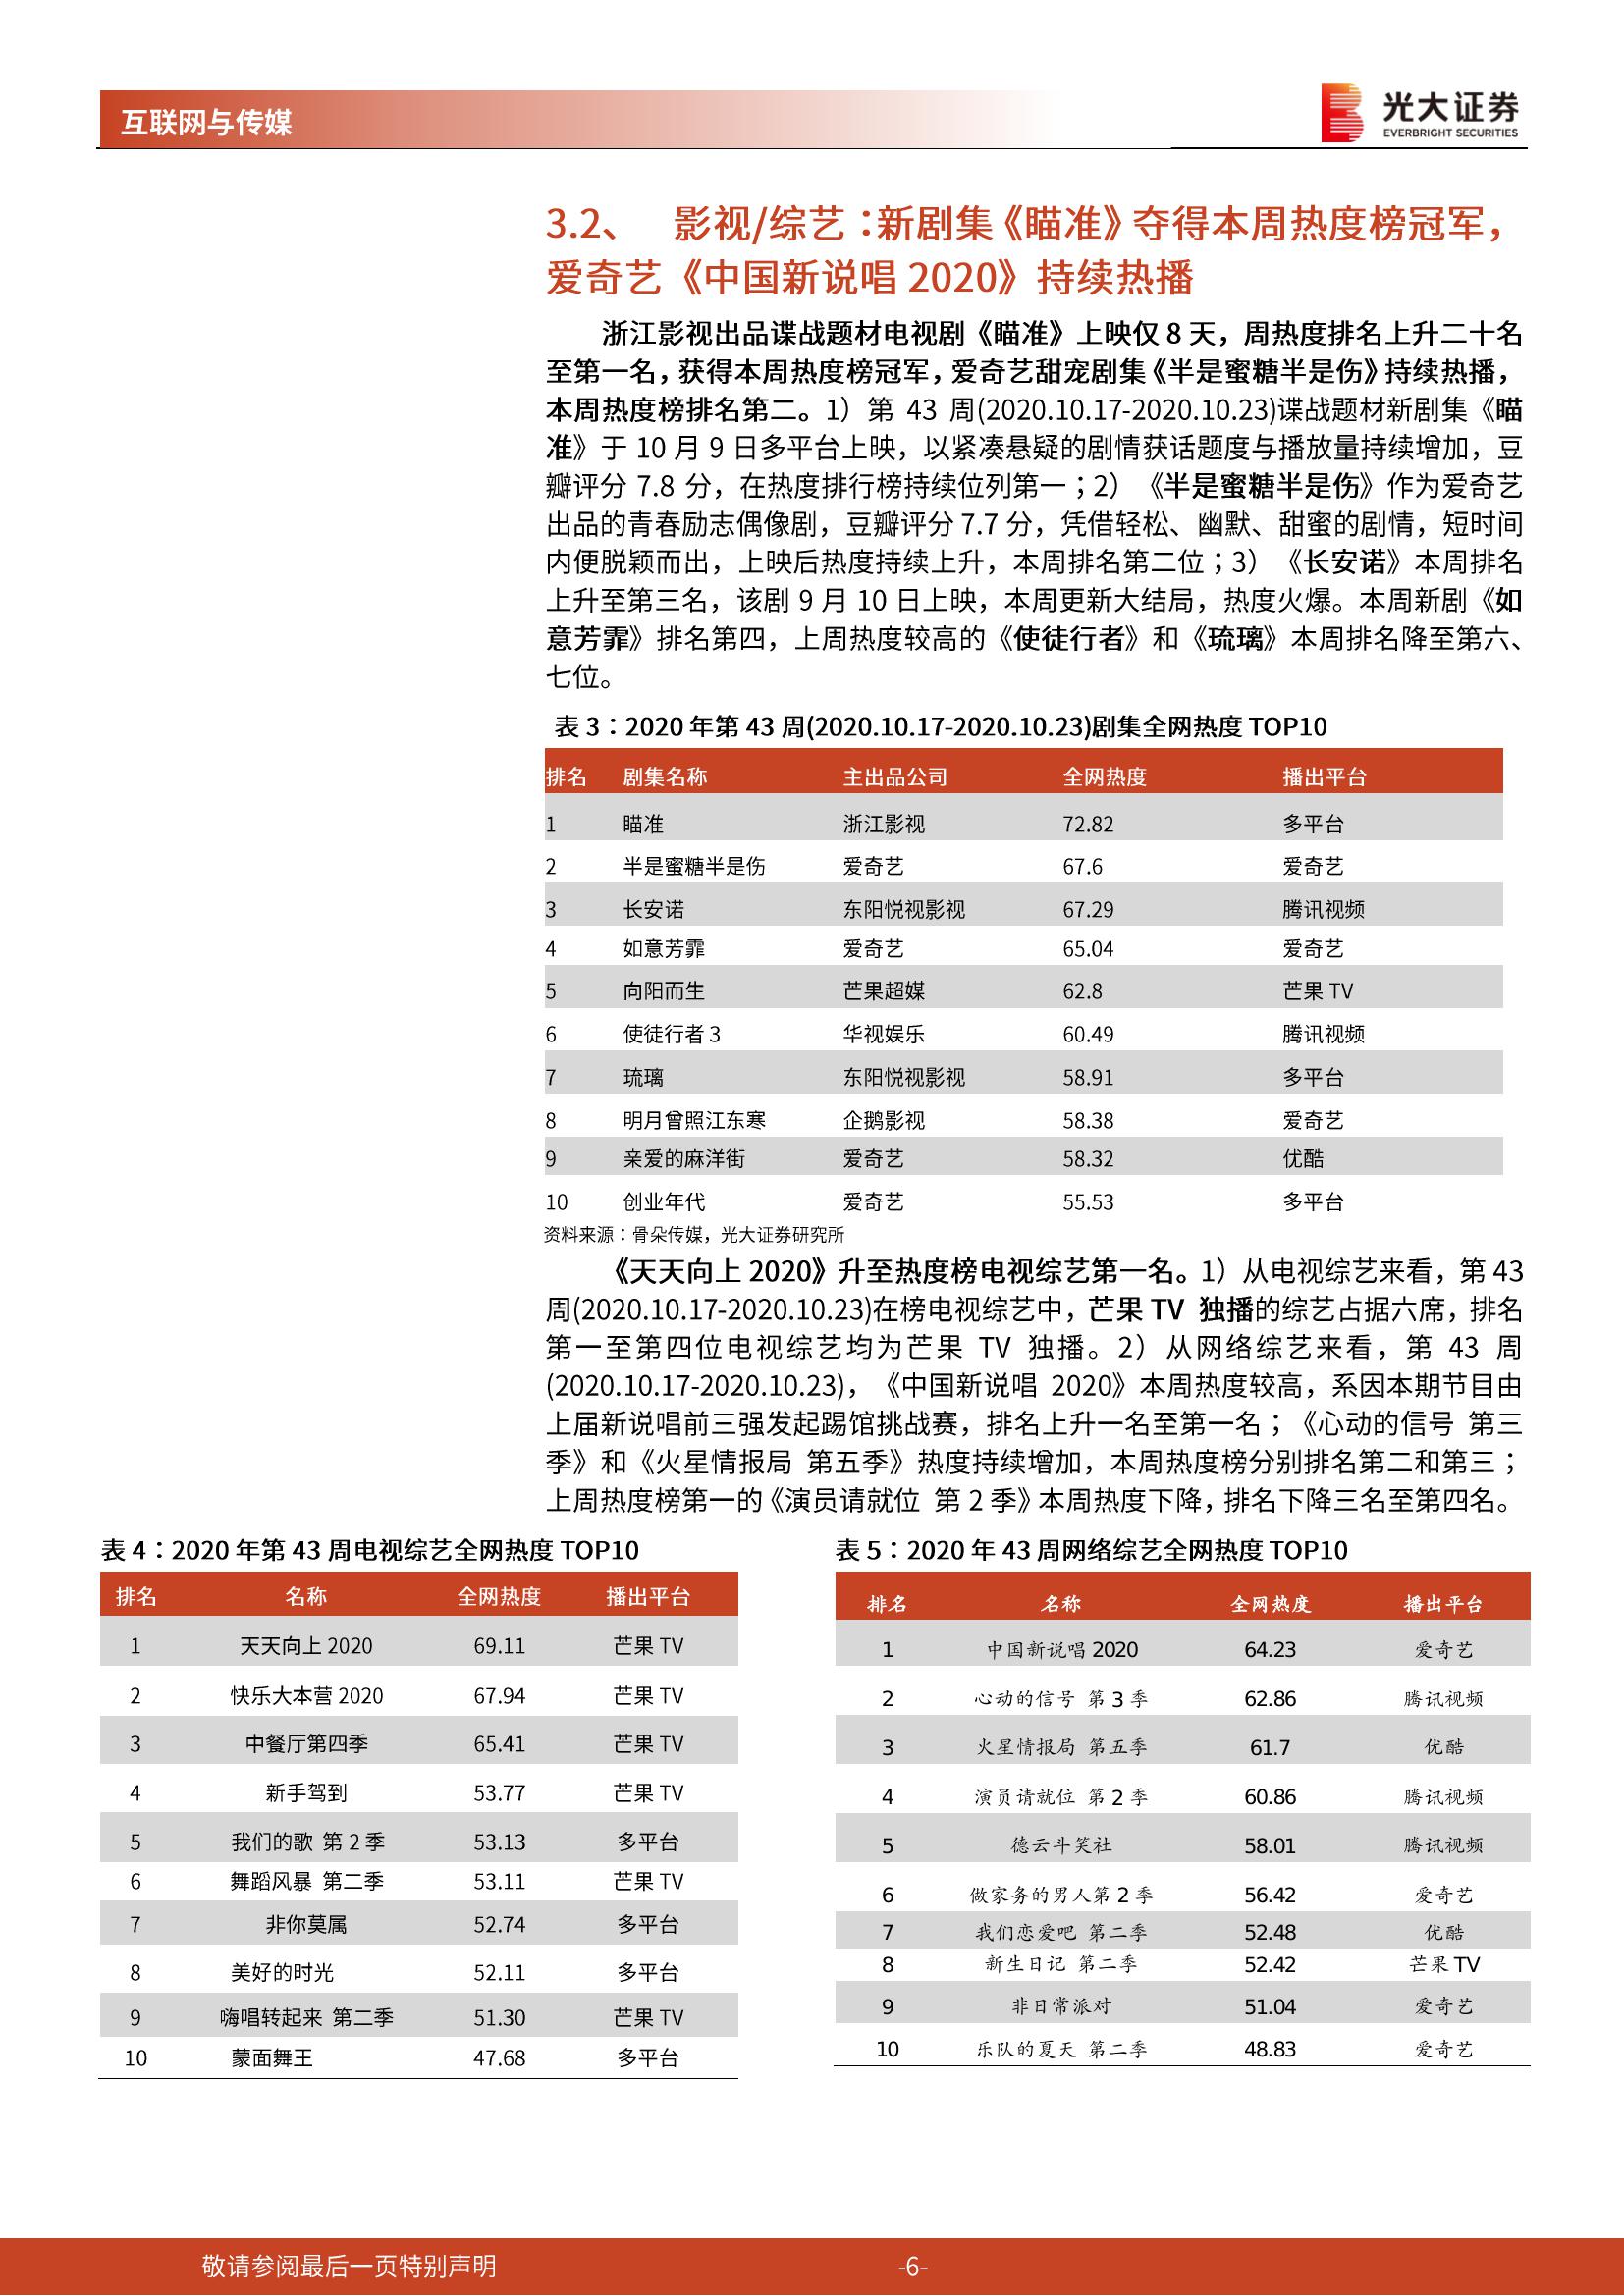 互联网与传媒
光大证券
EVERBRIGHT SECURITIES
3.2、 影视/综艺：新剧集《瞄准》夺得本周热度榜冠军，
爱奇艺《中国新说唱 2020》持续热播
浙江影视出品谍战题材电视剧《瞄准》上映仅 8 天，周热度排名上升二十名
至第一名，获得本周热度榜冠军，爱奇艺甜宠剧集《半是蜜糖半是伤》持续热播，
本周热度榜排名第二。1）第 43 周(2020.10.17-2020.10.23)谍战题材新剧集《瞄
准》于 10 月 9 日多平台上映，以紧凑悬疑的剧情获话题度与播放量持续增加，豆
瓣评分 7.8 分，在热度排行榜持续位列第一；2）《半是蜜糖半是伤》作为爱奇艺
出品的青春励志偶像剧，豆瓣评分 7.7 分，凭借轻松、幽默、甜蜜的剧情，短时间
内便脱颖而出，上映后热度持续上升，本周排名第二位；3）《长安诺》本周排名
上升至第三名，该剧 9 月 10 日上映，本周更新大结局，热度火爆。本周新剧《如
意芳霏》排名第四，上周热度较高的《使徒行者》和《琉璃》本周排名降至第六、
七位。
表 3：2020 年第 43 周(2020.10.17-2020.10.23)剧集全网热度 TOP10
排名 剧集名称 主出品公司 全网热度 播出平台
1 瞄准 浙江影视 72.82 多平台
2 半是蜜糖半是伤 爱奇艺 67.6 爱奇艺
3 长安诺 东阳悦视影视 67.29 腾讯视频
4 如意芳霏 爱奇艺 65.04 爱奇艺
5 向阳而生 芒果超媒 62.8 芒果 TV
6 使徒行者 3 华视娱乐 60.49 腾讯视频
7 琉璃 东阳悦视影视 58.91 多平台
8 明月曾照江东寒 企鹅影视 58.38 爱奇艺
9 亲爱的麻洋街 爱奇艺 58.32 优酷
10 创业年代 爱奇艺 55.53 多平台
资料来源：骨朵传媒，光大证券研究所
《天天向上 2020》升至热度榜电视综艺第一名。1）从电视综艺来看，第 43
周(2020.10.17-2020.10.23)在榜电视综艺中，芒果 TV 独播的综艺占据六席，排名
第一至第四位电视综艺均为芒果 TV 独播。2）从网络综艺来看，第 43 周
(2020.10.17-2020.10.23)，《中国新说唱 2020》本周热度较高，系因本期节目由
上届新说唱前三强发起踢馆挑战赛，排名上升一名至第一名；《心动的信号 第三
季》和《火星情报局 第五季》热度持续增加，本周热度榜分别排名第二和第三；
上周热度榜第一的《演员请就位 第 2 季》本周热度下降，排名下降三名至第四名。
表 4：2020 年第 43 周电视综艺全网热度 TOP10
排名 名称 全网热度 播出平台
1 天天向上 2020 69.11 芒果 TV
2 快乐大本营 2020 67.94 芒果 TV
3 中餐厅第四季 65.41 芒果 TV
4 新手驾到 53.77 芒果 TV
5 我们的歌 第 2 季 53.13 多平台
6 舞蹈风暴 第二季 53.11 芒果 TV
7 非你莫属 52.74 多平台
8 美好的时光 52.11 多平台
9 嗨唱转起来 第二季 51.30 芒果 TV
10 蒙面舞王 47.68 多平台
表 5：2020 年 43 周网络综艺全网热度 TOP10
排名 名称 全网热度 播出平台
1 中国新说唱 2020 64.23 爱奇艺
2 心动的信号 第 3 季 62.86 腾讯视频
3 火星情报局 第五季 61.7 优酷
4 演员请就位 第 2 季 60.86 腾讯视频
5 德云斗笑社 58.01 腾讯视频
6 做家务的男人第 2 季 56.42 爱奇艺
7 我们恋爱吧 第二季 52.48 优酷
8 新生日记 第二季 52.42 芒果 TV
9 非日常派对 51.04 爱奇艺
10 乐队的夏天 第二季 48.83 爱奇艺
敬请参阅最后一页特别声明
-6-